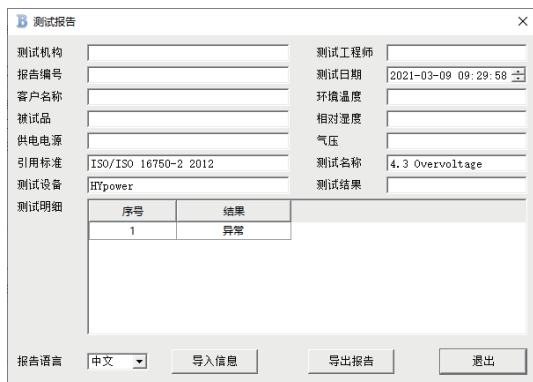 测试报告
测试机构 测试工程师
报告编号 测试日期 2021-03-09 09:29:58
客户名称 环境温度
被试品 相对湿度
供电电源 气压
引用标准 ISO/ISO 16750-2 2012 测试名称 4.3 Overvoltage
测试设备 HYpower 测试结果
测试明细 序号 结果
1 异常
报告语言 中文 导入信息 导出报告 退出